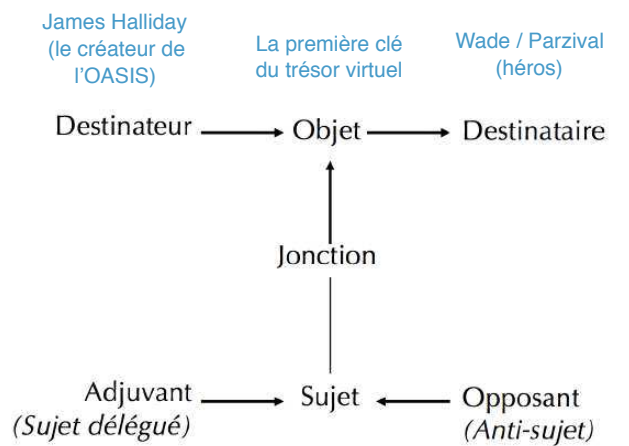 James Halliday
(le créateur de
l'OASIS)
La première clé
du trésor virtuel
Wade / Parzival
(héros)
Destinateur
Objet
Destinataire
Jonction
Adjuvant
(Sujet délégué)
Sujet
Opposant
(Anti-sujet)